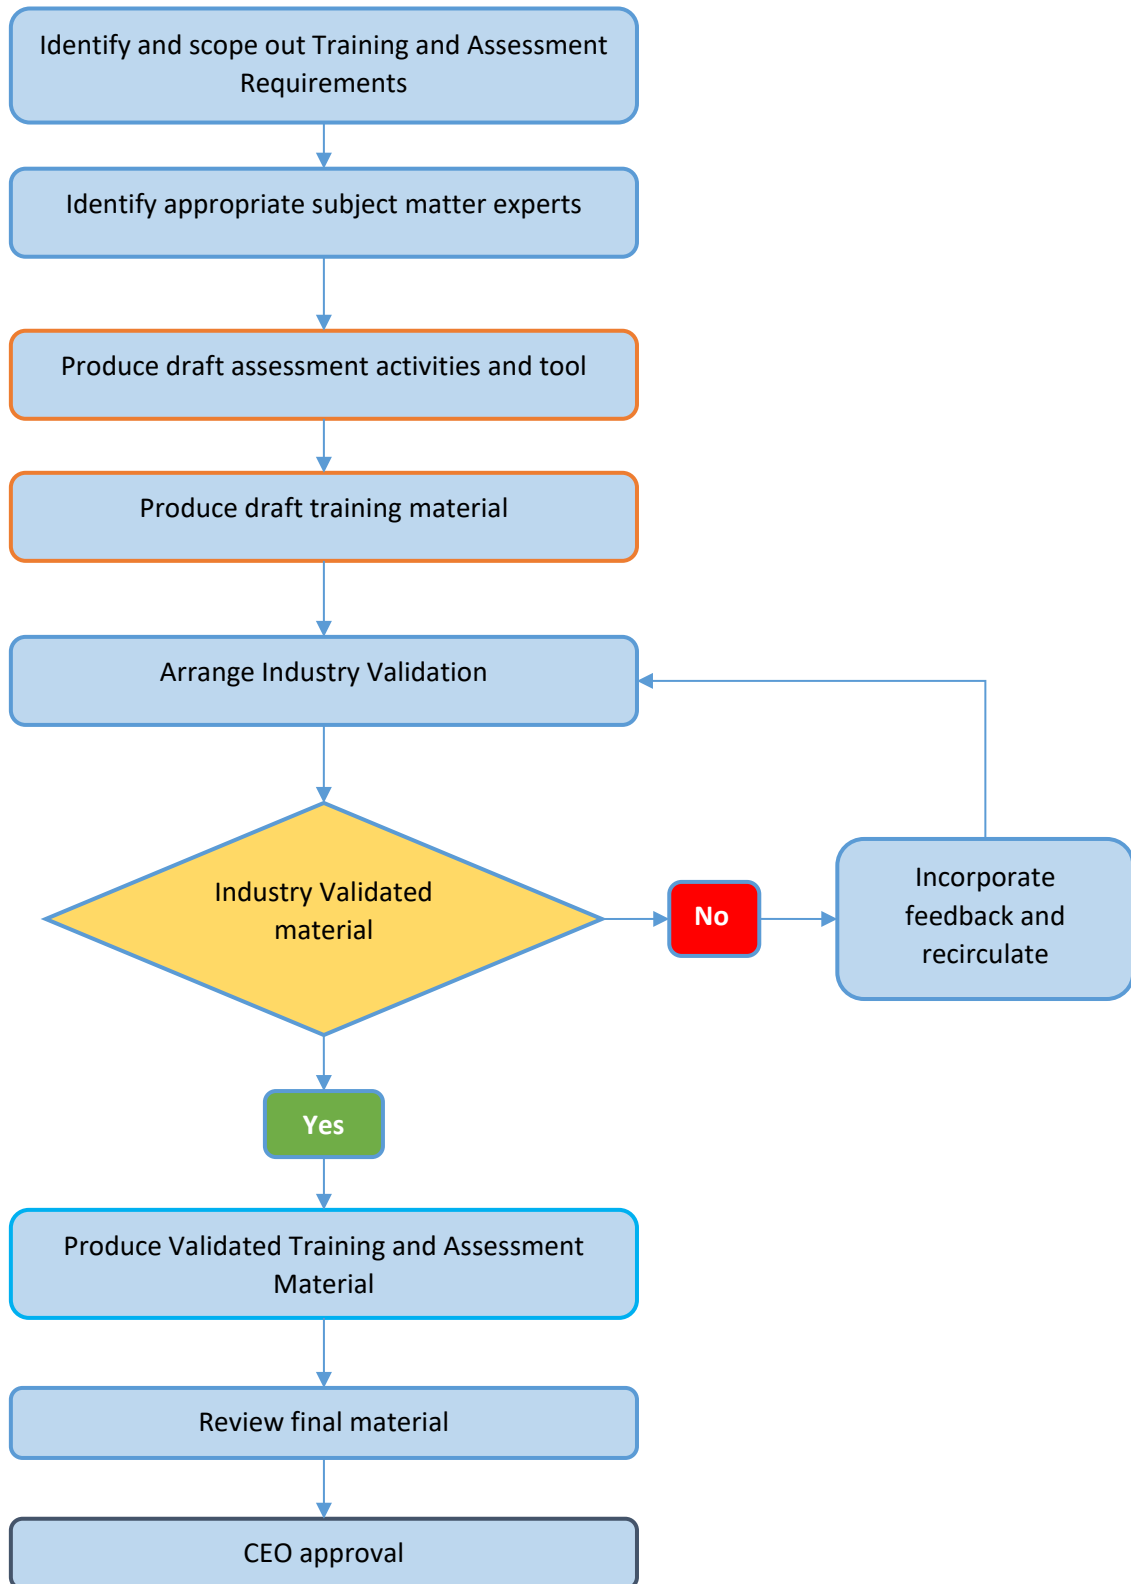 Identify and scope out Training and Assessment
Requirements
Identify appropriate subject matter experts
Produce draft assessment activities and tool
Produce draft training material
Arrange Industry Validation
Industry Validated
material
No
Incorporate
feedback and
recirculate
Yes
Produce Validated Training and Assessment
Material
Review final material
CEO approval